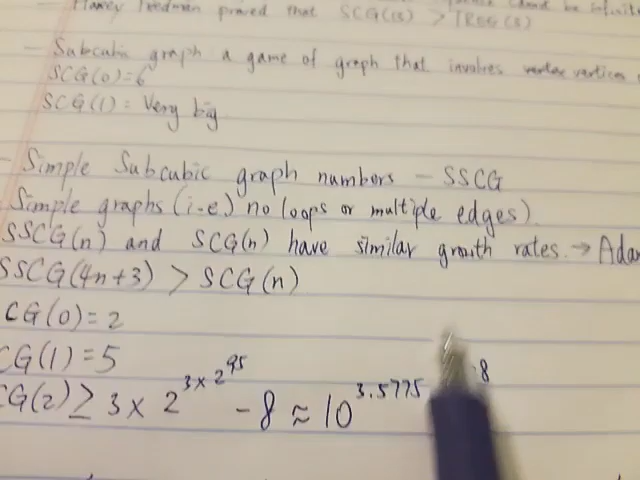 - Harvey Friedman proved that SCG(13) > TREE(3)
- Subcubic graph a game of graph that involves vertices
SCG(0)=6
SCG(1) = Very big
- Simple Subcubic graph numbers - SSCG
Simple graphs (i-e) no loops or multiple edges).
SSCG(n) and SCG(n) have similar growth rates. → Adam
SSCG(4n+3) > SCG(n)
CG(0)=2
CG(1)=5
CG(2) ≥ 3 × 2^3×2^95 - 8 ≈ 10^3.5775 8